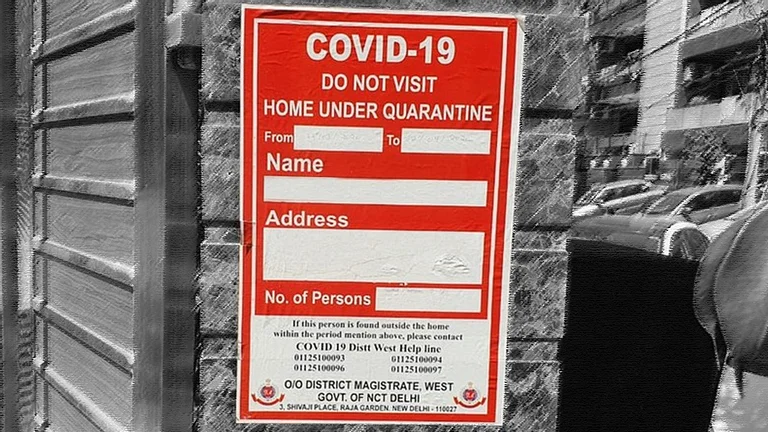 COVID-19
DO NOT VISIT
HOME UNDER QUARANTINE
From To
Name
Address
No. of Persons
If this person is found outside the home
within the period mention above, please contact
COVID 19 Distt West Help line
01125100093 01125100094
01125100096 01125100097
O/O DISTRICT MAGISTRATE, WEST
GOVT. OF NCT DELHI
3, SHIVAJI PLACE, RAJA GARDEN. NEW DELHI - 110027